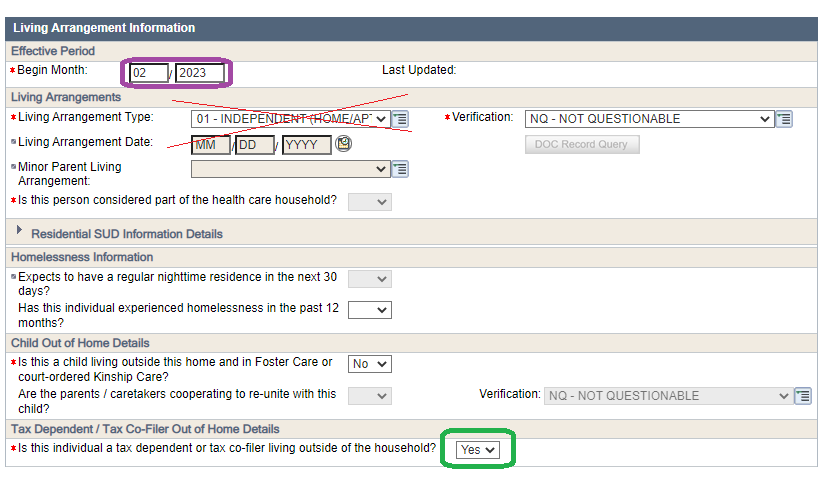 Living Arrangement Information
Effective Period
*Begin Month: 02 / 2023 Last Updated:
Living Arrangements
*Living Arrangement Type: 01 - INDEPENDENT (HOME/APT *Verification: NQ - NOT QUESTIONABLE
Living Arrangement Date: MM / DD / YYYY DOC Record Query
Minor Parent Living
Arrangement:
*Is this person considered part of the health care household?
Residential SUD Information Details
Homelessness Information
Expects to have a regular nighttime residence in the next 30
days?
Has this individual experienced homelessness in the past 12
months?
Child Out of Home Details
*Is this a child living outside this home and in Foster Care or No
court-ordered Kinship Care?
Are the parents / caretakers cooperating to re-unite with this Verification: NQ - NOT QUESTIONABLE
child?
Tax Dependent / Tax Co-Filer Out of Home Details
*Is this individual a tax dependent or tax co-filer living outside of the household? Yes